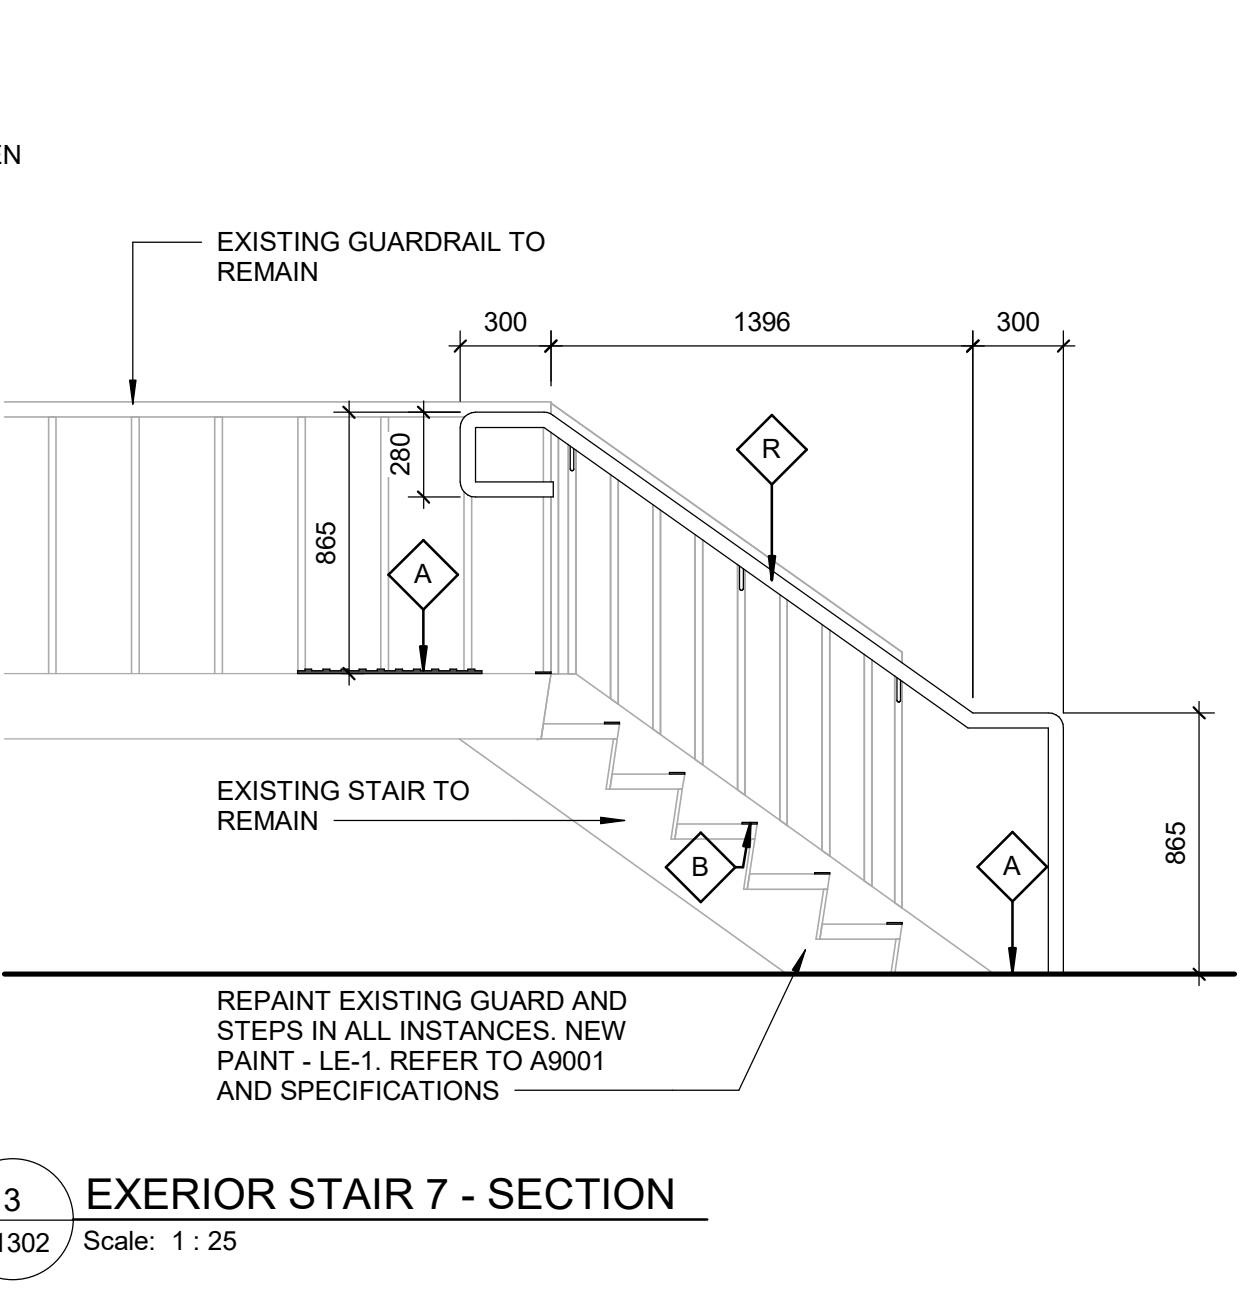 EXISTING GUARDRAIL TO
REMAIN
300
1396
300
280
865
R
A
EXISTING STAIR TO
REMAIN
B
A
865
REPAINT EXISTING GUARD AND
STEPS IN ALL INSTANCES. NEW
PAINT - LE-1. REFER TO A9001
AND SPECIFICATIONS
3
EXERIOR STAIR 7 - SECTION
1302
Scale: 1 : 25